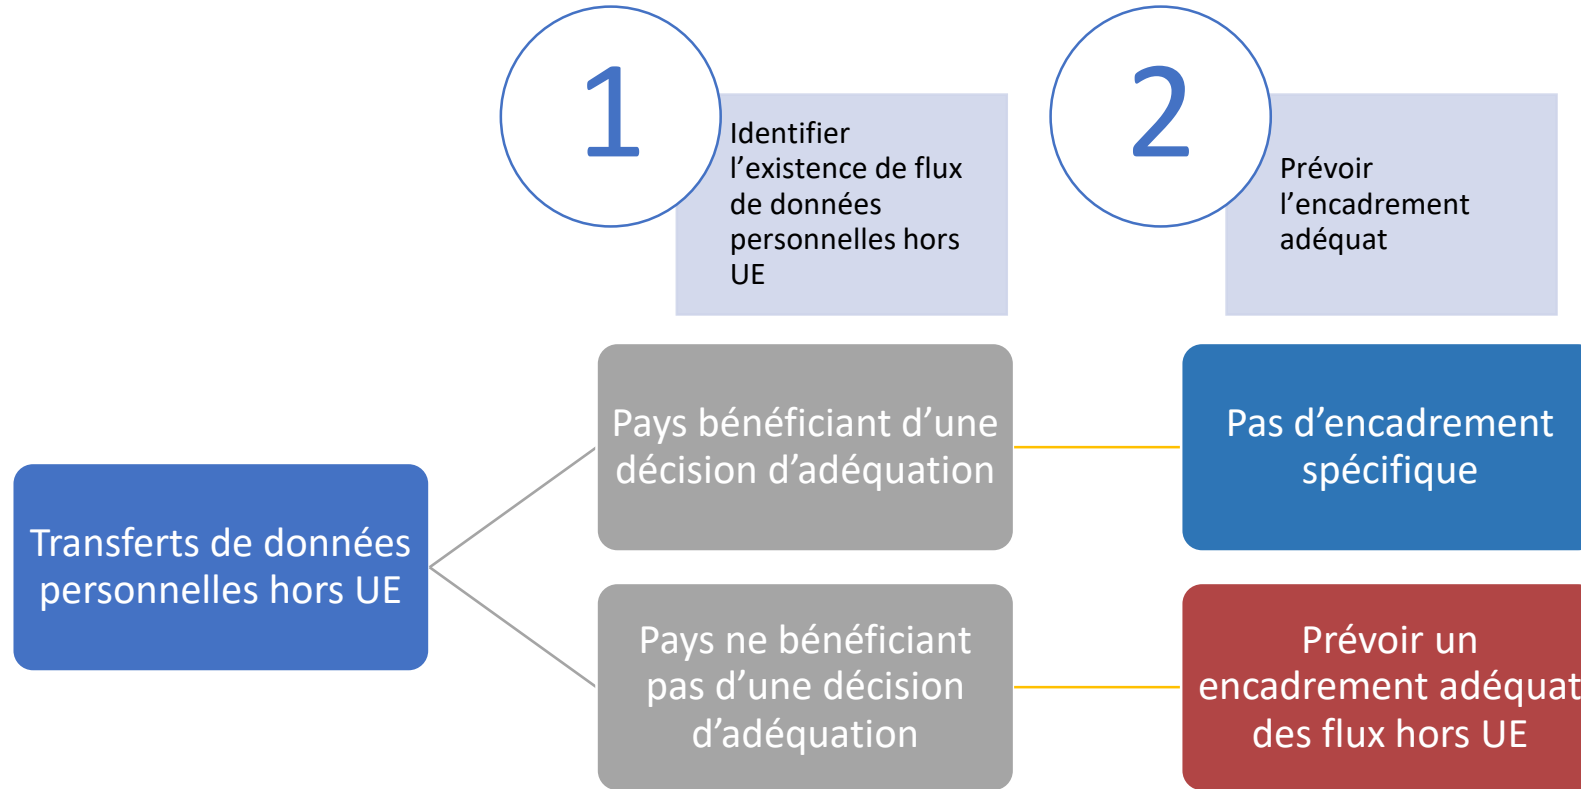 1
Identifier
l’existence de flux
de données
personnelles hors
UE
2
Prévoir
l’encadrement
adéquat
Transferts de données
personnelles hors UE
Pays bénéficiant d’une
décision d’adéquation
Pas d’encadrement
spécifique
Pays ne bénéficiant
pas d’une décision
d’adéquation
Prévoir un
encadrement adéquat
des flux hors UE